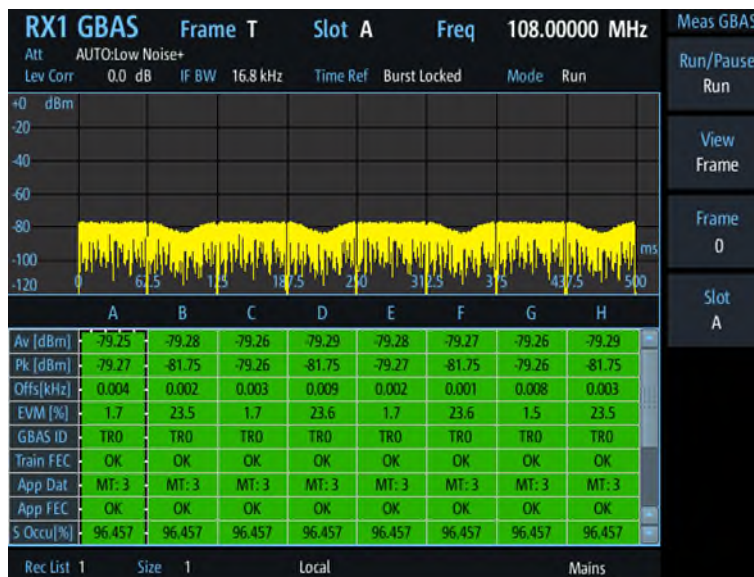 RX1 GBAS Frame T Slot A Freq 108.00000 MHz
Meas GBAS
Att AUTO:Low Noise+
Lev Corr 0.0 dB IF BW 16.8 kHz Time Ref Burst Locked Mode Run
Run/Pause
Run
View
Frame
Frame
0
Slot
A
+0 dBm
-20
-40
-60
-80
-100 ms
-120 0 62.5 125 187.5 250 312.5 375 437.5 500
A B C D E F G H
Av [dBm] -79.25 -79.28 -79.26 -79.29 -79.28 -79.27 -79.26 -79.29
Pk [dBm] -79.27 -81.75 -79.26 -81.75 -79.27 -81.75 -79.26 -81.75
Offs[kHz] 0.004 0.002 0.003 0.009 0.002 0.001 0.008 0.003
EVM [%] 1.7 23.5 1.7 23.6 1.7 23.6 1.5 23.5
GBAS ID TRO TRO TRO TRO TRO TRO TRO TRO
Train FEC OK OK OK OK OK OK OK OK
App Dat MT: 3 MT: 3 MT: 3 MT: 3 MT: 3 MT: 3 MT: 3 MT: 3
App FEC OK OK OK OK OK OK OK OK
S Occu[%] 96.457 96.457 96.457 96.457 96.457 96.457 96.457 96.457
Rec List 1 Size 1 Local Mains